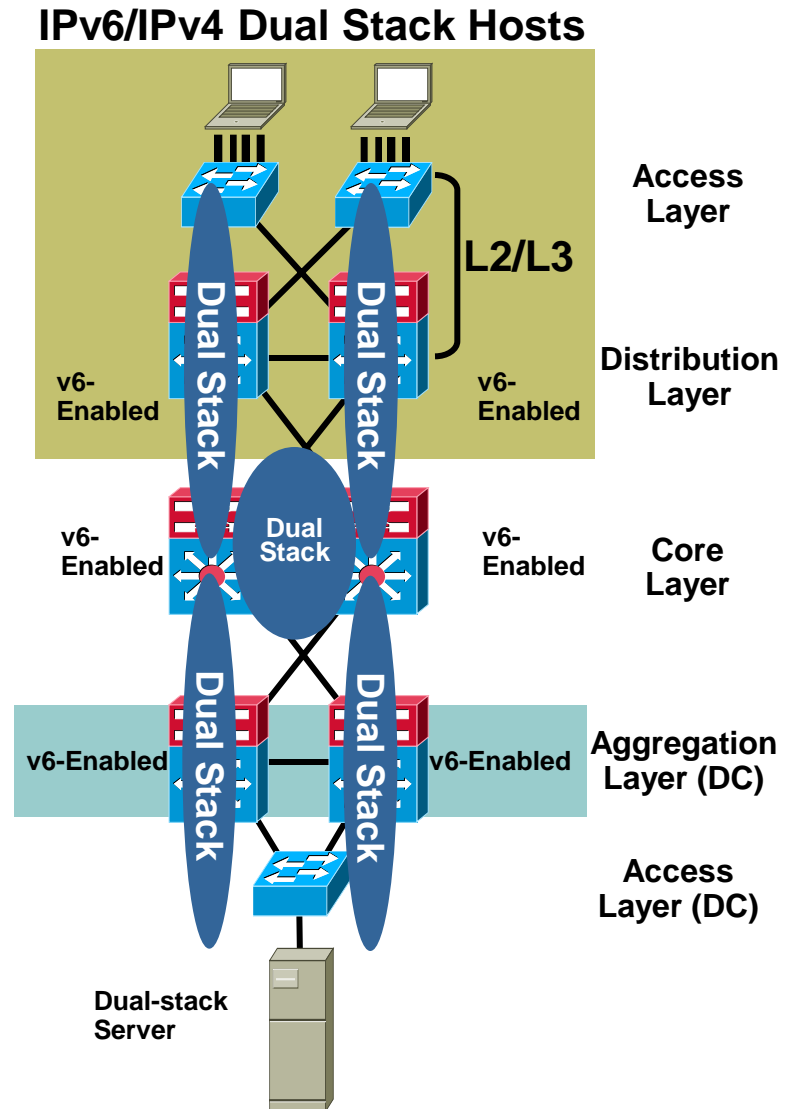 IPv6/IPv4 Dual Stack Hosts
Access
Layer
L2/L3
Dual Stack
Dual Stack
v6-
Enabled
v6-
Enabled
Distribution
Layer
v6-
Enabled
Dual
Stack
v6-
Enabled
Core
Layer
Dual Stack
Dual Stack
v6-Enabled
v6-Enabled
Aggregation
Layer (DC)
Access
Layer (DC)
Dual-stack
Server